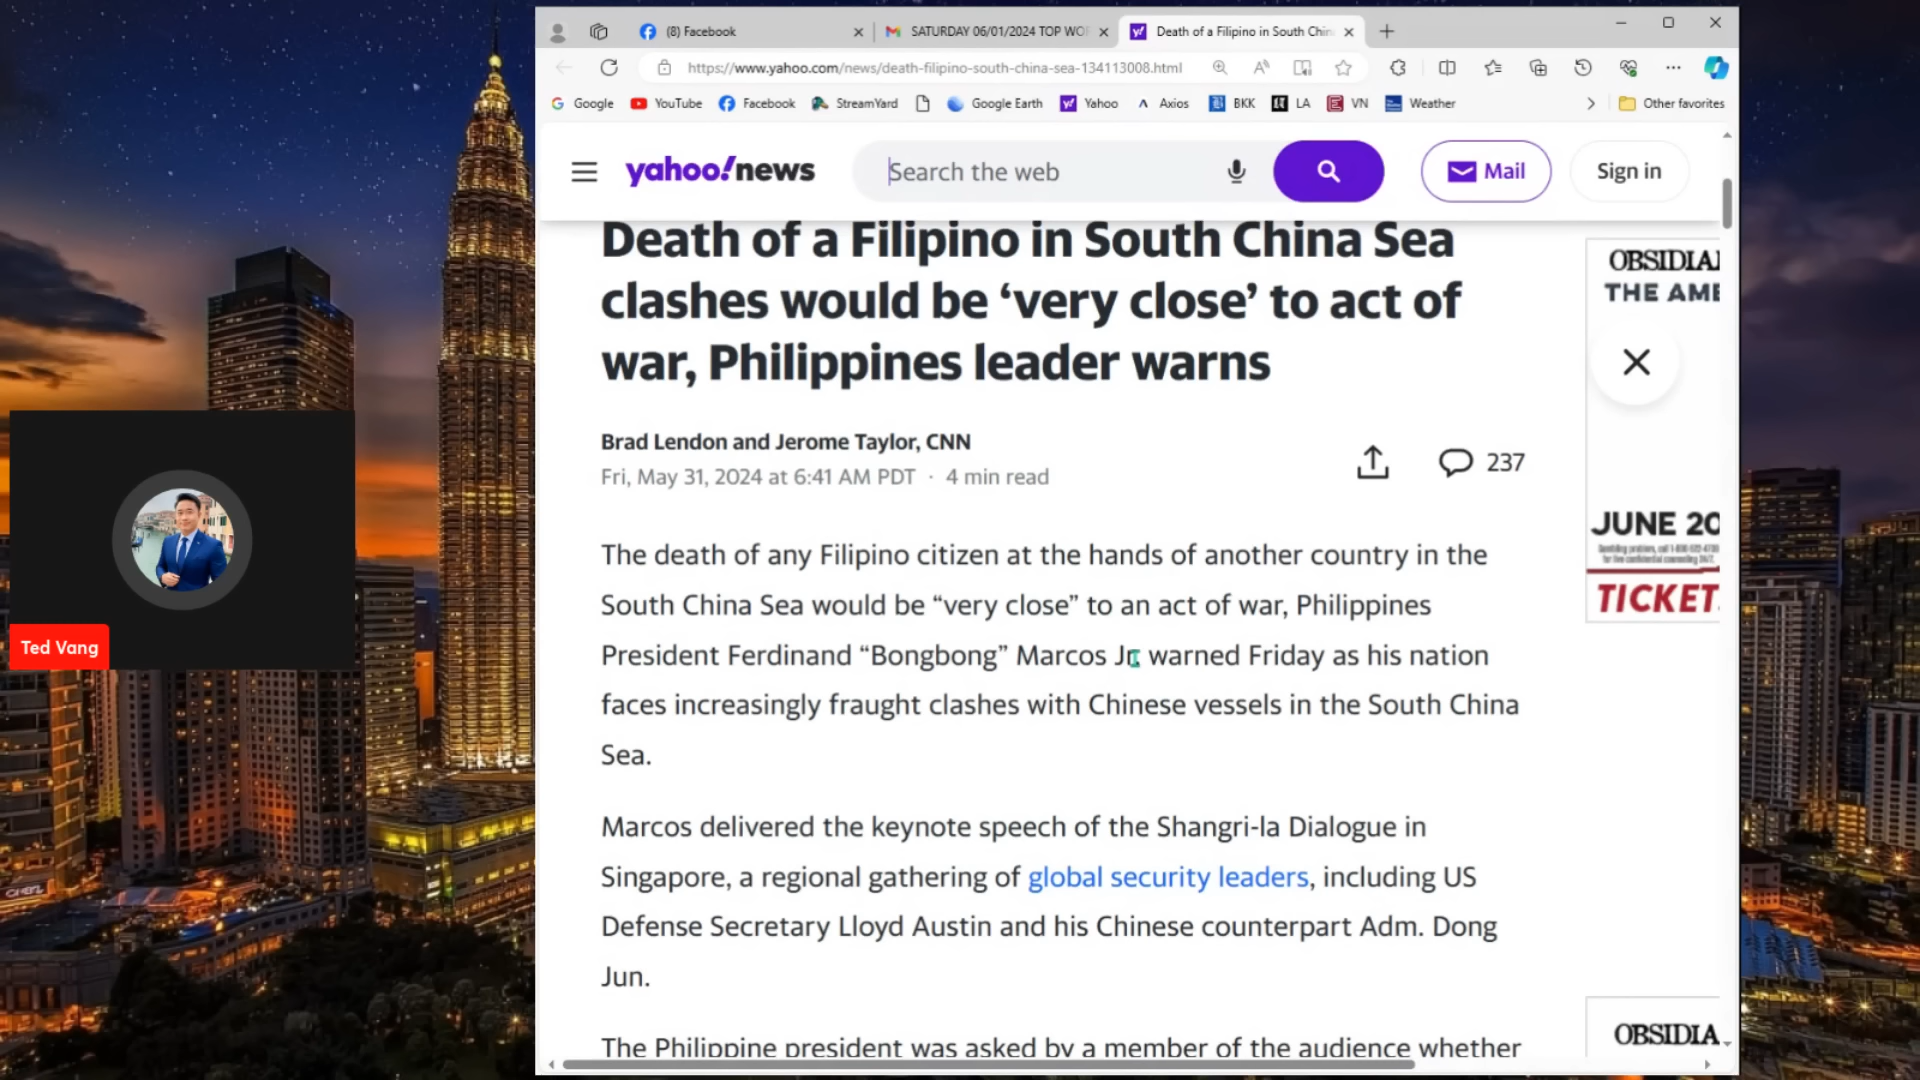 (8) Facebook
SATURDAY 06/01/2024 TOP WO
Death of a Filipino in South Chin
https://www.yahoo.com/news/death-filipino-south-china-sea-134113008.html
Google
YouTube
Facebook
StreamYard
Google Earth
Yahoo
Axios
BKK
LA
VN
Weather
Other favorites
yahoo!news
Search the web
Mail
Sign in
Death of a Filipino in South China Sea
clashes would be ‘very close’ to act of
war, Philippines leader warns
Brad Lendon and Jerome Taylor, CNN
Fri, May 31, 2024 at 6:41 AM PDT · 4 min read
237
The death of any Filipino citizen at the hands of another country in the
South China Sea would be “very close” to an act of war, Philippines
President Ferdinand “Bongbong” Marcos Jr. warned Friday as his nation
faces increasingly fraught clashes with Chinese vessels in the South China
Sea.
Marcos delivered the keynote speech of the Shangri-la Dialogue in
Singapore, a regional gathering of global security leaders, including US
Defense Secretary Lloyd Austin and his Chinese counterpart Adm. Dong
Jun.
The Philippine president was asked by a member of the audience whether
OBSIDIA
THE AME
JUNE 20
TICKET
OBSIDIA
Ted Vang